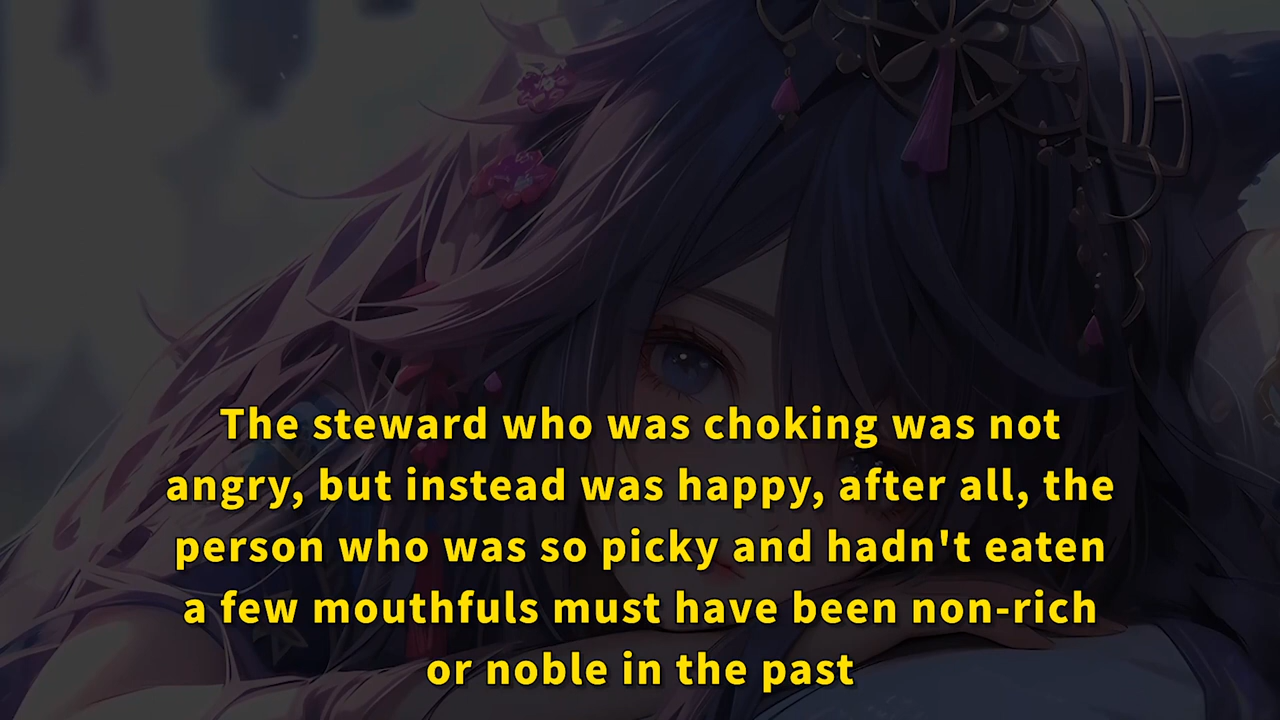 The steward who was choking was not
angry, but instead was happy, after all, the
person who was so picky and hadn't eaten
a few mouthfuls must have been non-rich
or noble in the past